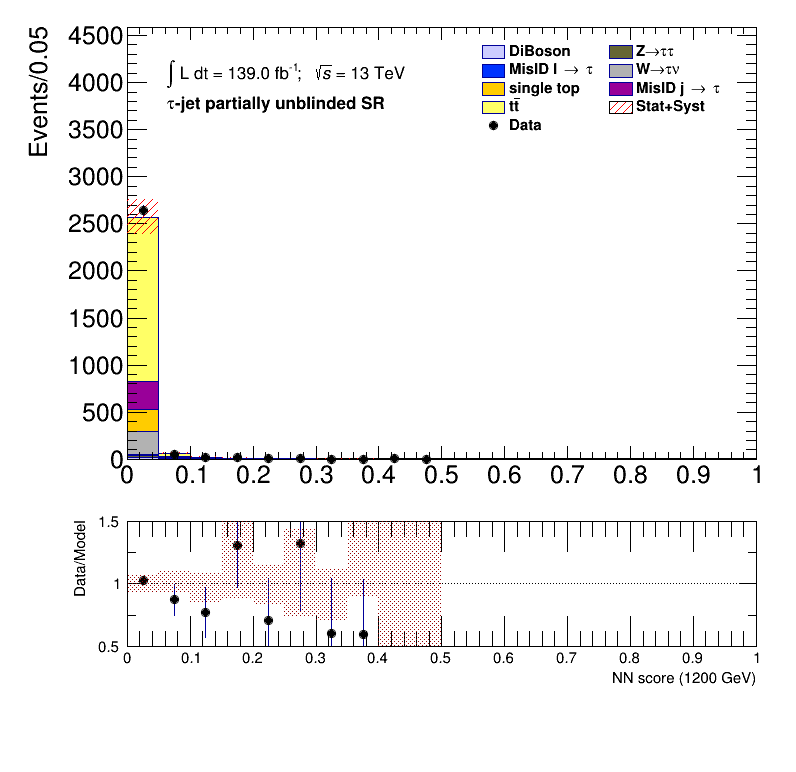 Events/0.05
4500
4000
3500
3000
2500
2000
1500
1000
500
0
∫ L dt = 139.0 fb⁻¹; √s = 13 TeV
τ-jet partially unblinded SR
DiBoson
MisID l → τ
single top
tt̄
Data
Z→ττ
W→τν
MisID j → τ
Stat+Syst
0 0.1 0.2 0.3 0.4 0.5 0.6 0.7 0.8 0.9 1
Data/Model
1.5
1
0.5
0 0.1 0.2 0.3 0.4 0.5 0.6 0.7 0.8 0.9 1
NN score (1200 GeV)